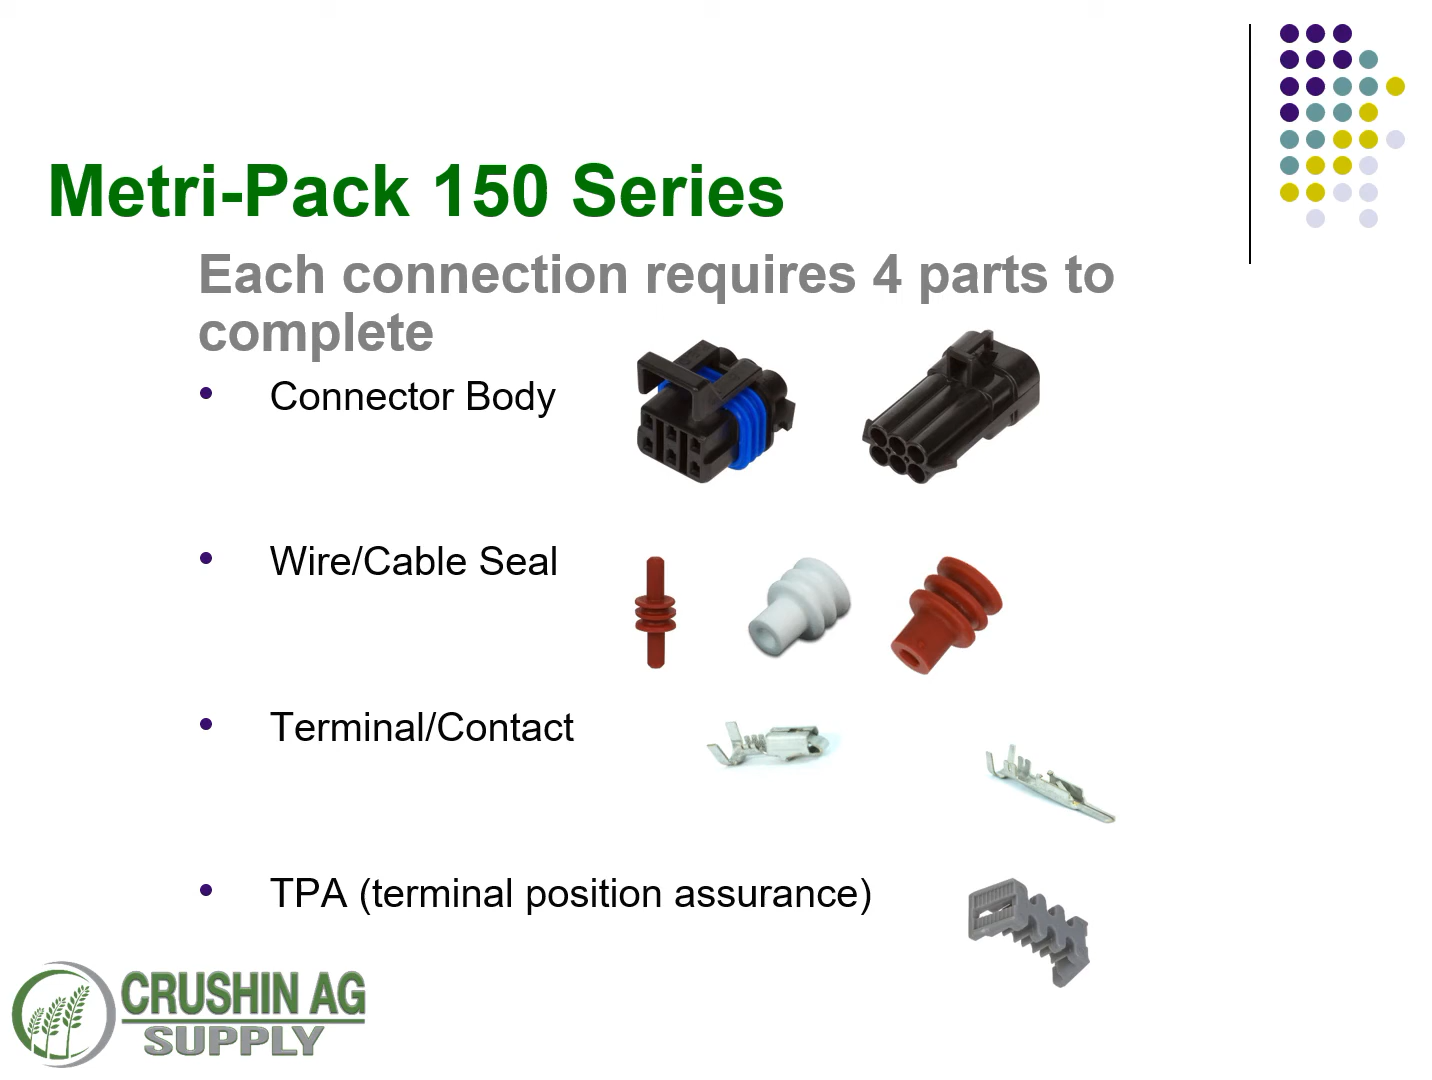 Metri-Pack 150 Series
Each connection requires 4 parts to
complete
• Connector Body
• Wire/Cable Seal
• Terminal/Contact
• TPA (terminal position assurance)
CRUSHIN AG
SUPPLY